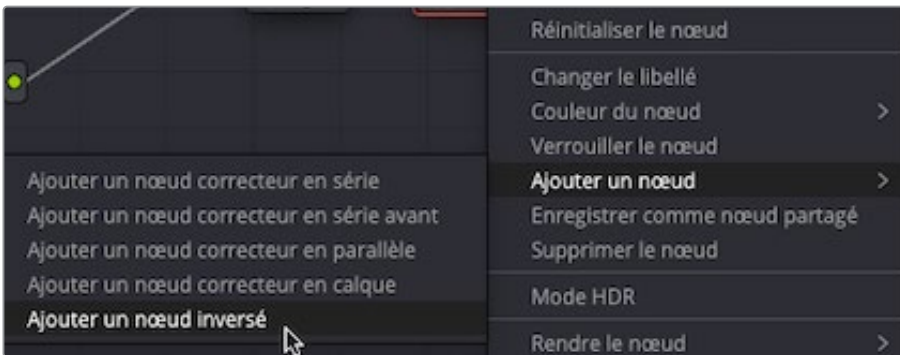 Réinitialiser le nœud
Changer le libellé
Couleur du nœud
Verrouiller le nœud
Ajouter un nœud
Enregistrer comme nœud partagé
Supprimer le nœud
Mode HDR
Rendre le nœud
Ajouter un nœud correcteur en série
Ajouter un nœud correcteur en série avant
Ajouter un nœud correcteur en parallèle
Ajouter un nœud correcteur en calque
Ajouter un nœud inversé